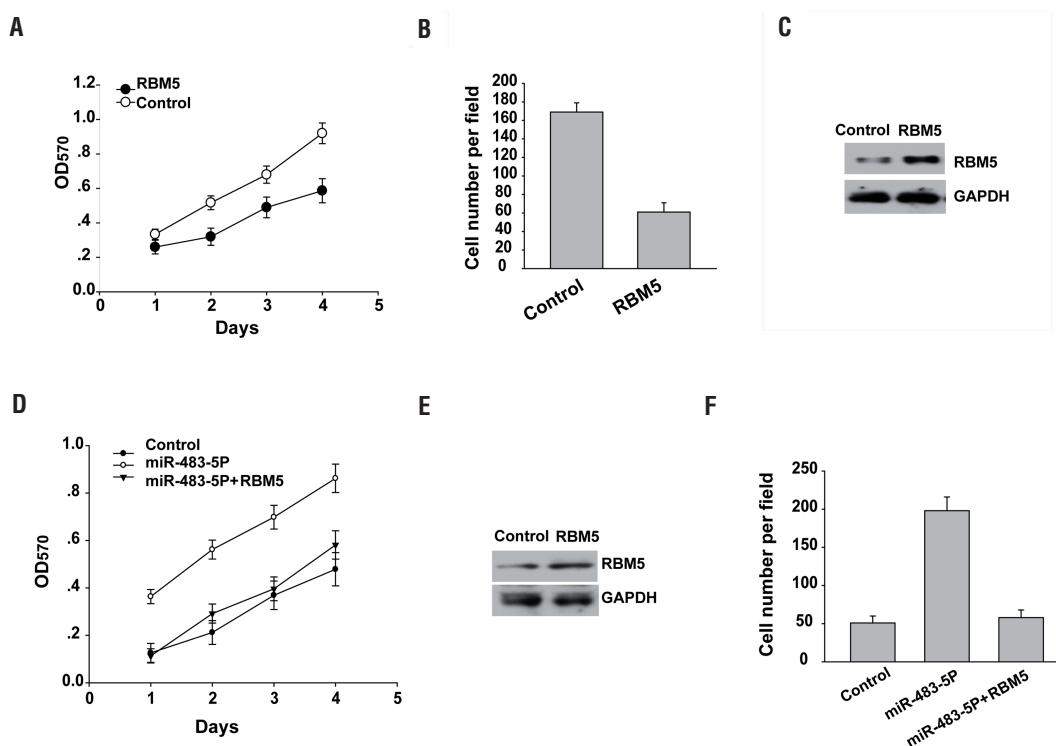 A
RBM5
Control
1.2
1.0
.8
.6
.4
.2
0.0
OD570
0 1 2 3 4 5
Days
B
200
180
160
140
120
100
80
60
40
20
0
Cell number per field
Control
RBM5
C
Control RBM5
RBM5
GAPDH
D
Control
miR-483-5P
miR-483-5P+RBM5
1.0
.8
.6
.4
.2
0.0
OD570
0 1 2 3 4 5
Days
E
Control RBM5
RBM5
GAPDH
F
250
200
150
100
50
0
Cell number per field
Control
miR-483-5P
miR-483-5P+RBM5